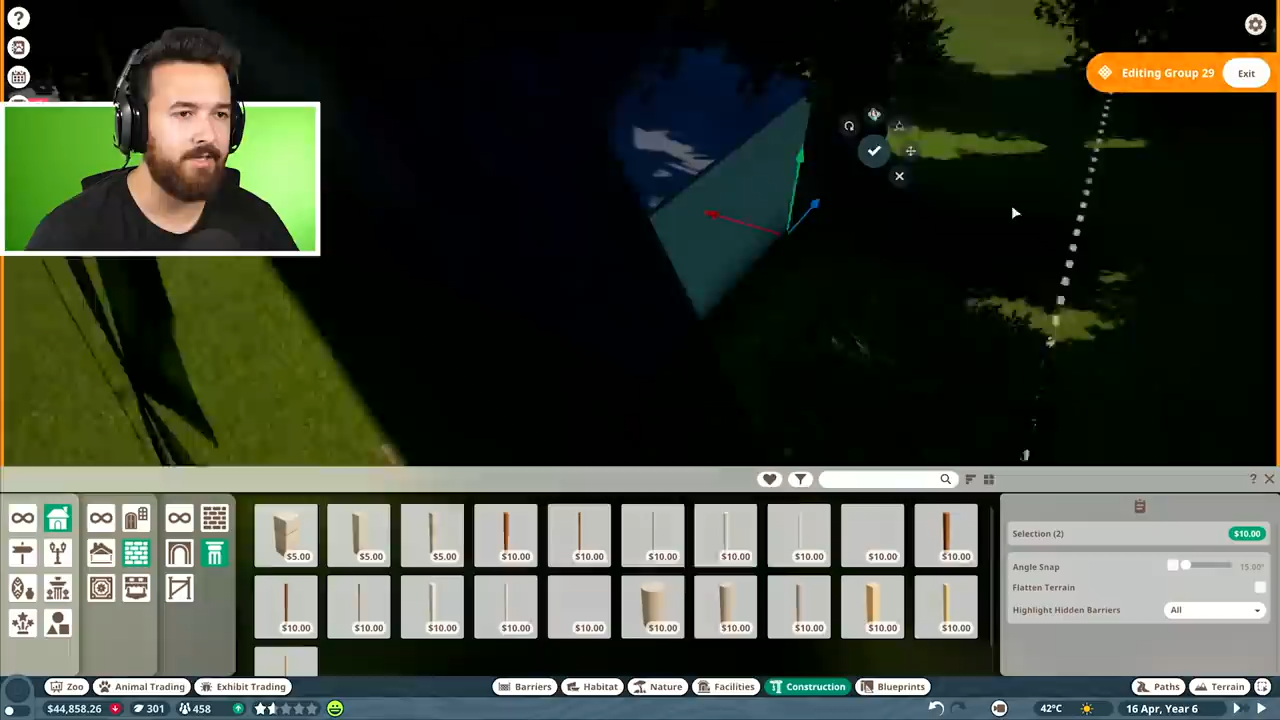 ?
Editing Group 29 Exit
? 
$5.00 $5.00 $5.00 $10.00 $10.00 $10.00 $10.00 $10.00 $10.00 $10.00
$10.00 $10.00 $10.00 $10.00 $10.00 $10.00 $10.00 $10.00 $10.00 $10.00
Selection (2) $10.00
Angle Snap 15.00°
Flatten Terrain
Highlight Hidden Barriers All
Zoo Animal Trading Exhibit Trading Barriers Habitat Nature Facilities Construction Blueprints Paths Terrain
$44,858.26 301 458 42°C 16 Apr, Year 6